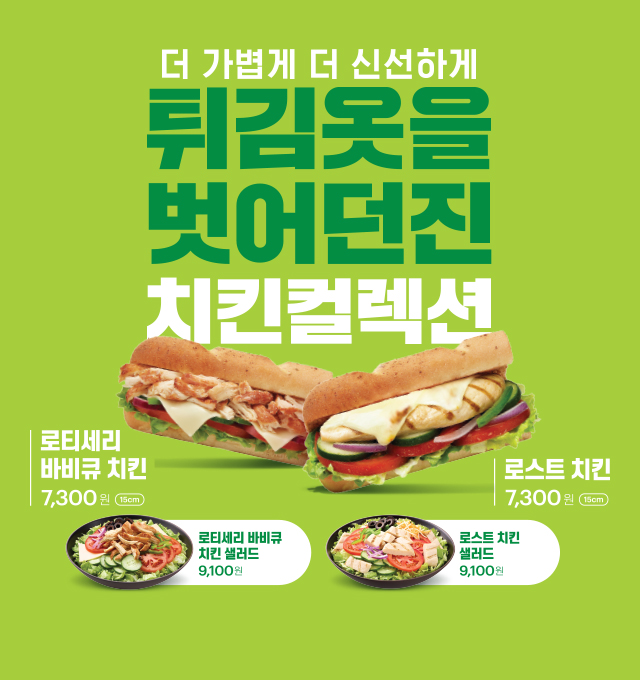 더 가볍게 더 신선하게
튀김옷을
벗어던진
치킨컬렉션
로티세리
바비큐 치킨
7,300원 15cm
로스트 치킨
7,300원 15cm
로티세리 바비큐
치킨 샐러드
9,100원
로스트 치킨
샐러드
9,100원